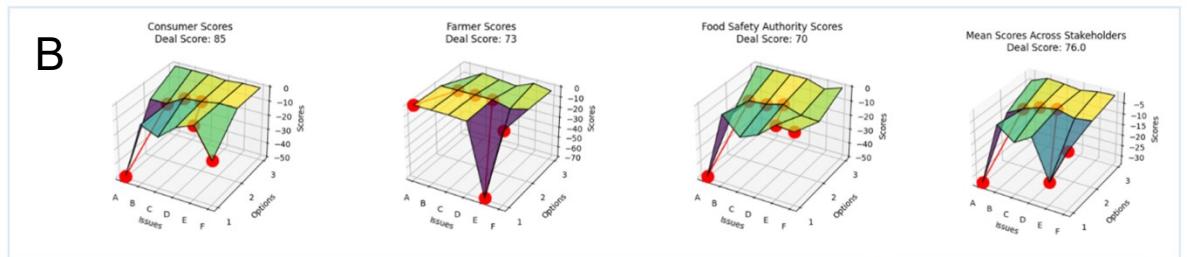 B
Consumer Scores
Deal Score: 85
0
−10
−20
−30
−40
−50
Scores
A B C D E F
Issues
1 2 3
Options
Farmer Scores
Deal Score: 73
0
−10
−20
−30
−40
−50
−60
−70
Scores
A B C D E F
Issues
1 2 3
Options
Food Safety Authority Scores
Deal Score: 70
0
−10
−20
−30
−40
−50
Scores
A B C D E F
Issues
1 2 3
Options
Mean Scores Across Stakeholders
Deal Score: 76.0
−5
−10
−15
−20
−25
−30
Scores
A B C D E F
Issues
1 2 3
Options